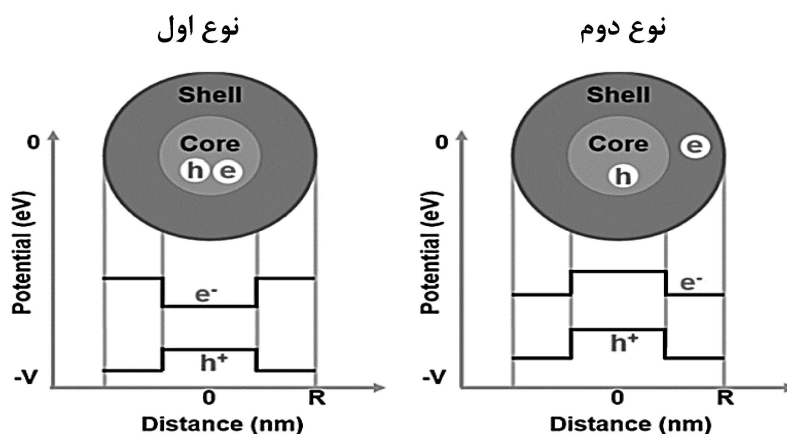 نوع اول
Shell
Core
h e
0
Potential (eV)
e-
h+
-V
0 R
Distance (nm)
نوع دوم
Shell
Core
e
h
0
Potential (eV)
e-
h+
-V
0 R
Distance (nm)